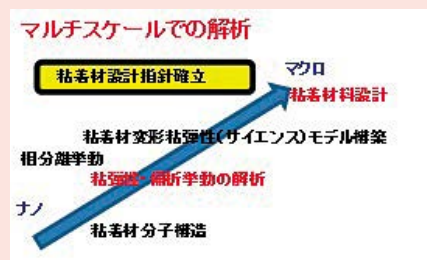 マルチスケールでの解析
粘着材設計指針確立
マクロ
粘着材料設計
粘着材変形粘弾性(サイエンス)モデル構築
相分離挙動
粘弾性・偏析挙動の解析
ナノ
粘着材分子構造